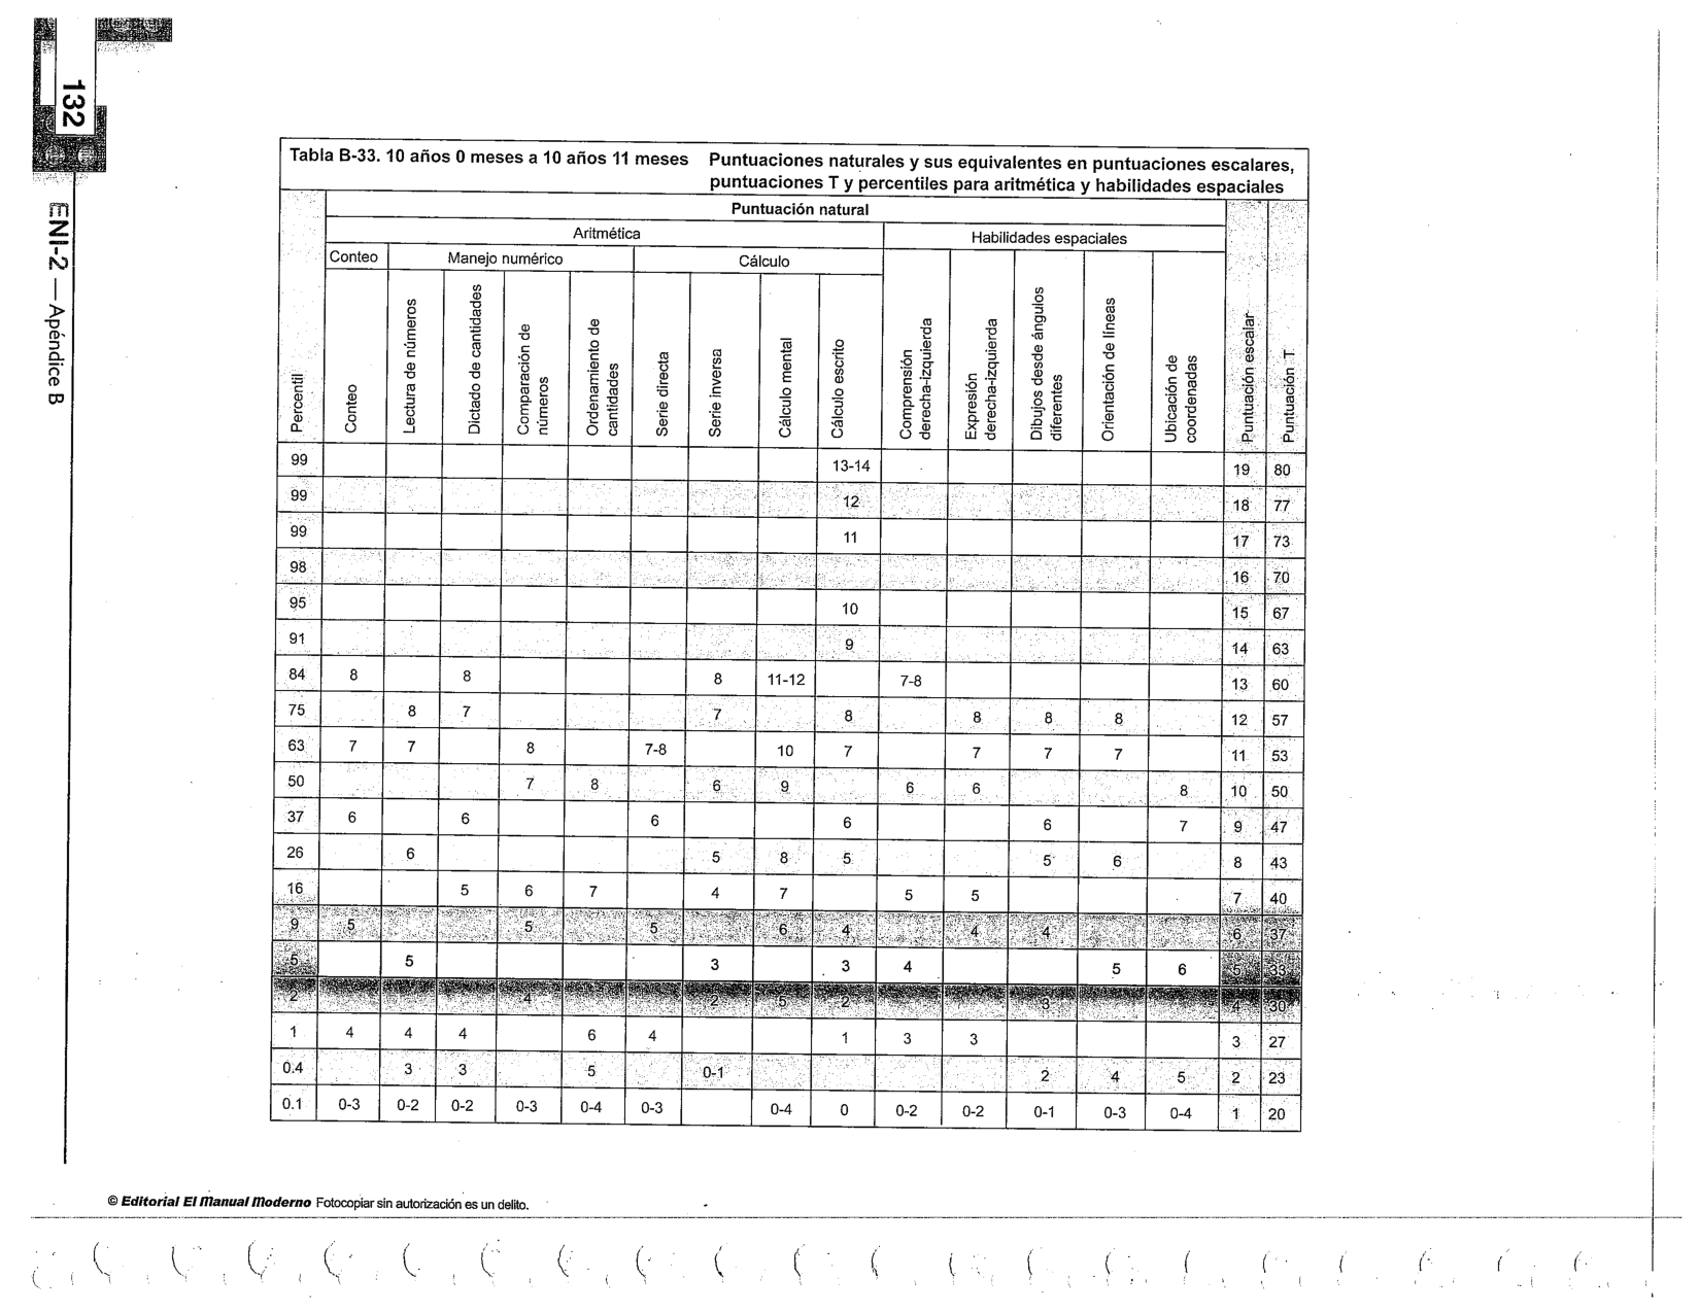 132
ENI-2 — Apéndice B
Tabla B-33. 10 años 0 meses a 10 años 11 meses Puntuaciones naturales y sus equivalentes en puntuaciones escalares,
puntuaciones T y percentiles para aritmética y habilidades espaciales
Puntuación natural
Aritmética Habilidades espaciales
Conteo Manejo numérico Cálculo
Percentil Conteo Lectura de números Dictado de cantidades Comparación de números Ordenamiento de cantidades Serie directa Serie inversa Cálculo mental Cálculo escrito Comprensión derecha-izquierda Expresión derecha-izquierda Dibujos desde ángulos diferentes Orientación de líneas Ubicación de coordenadas Puntuación escalar Puntuación T
99 13-14 19 80
99 12 18 77
99 11 17 73
98 16 70
95 10 15 67
91 9 14 63
84 8 8 8 11-12 7-8 13 60
75 8 7 7 8 8 8 8 12 57
63 7 7 8 7-8 10 7 7 7 7 11 53
50 7 8 6 9 6 6 8 10 50
37 6 6 6 6 6 7 9 47
26 6 5 8 5 5 6 8 43
16 5 6 7 4 7 5 5 7 40
9 5 5 5 6 4 4 4 6 37
5 5 3 3 4 5 6 5 33
2 4 2 5 2 3 4 30
1 4 4 4 6 4 1 3 3 3 27
0.4 3 3 5 0-1 2 4 5 2 23
0.1 0-3 0-2 0-2 0-3 0-4 0-3 0-4 0 0-2 0-2 0-1 0-3 0-4 1 20
© Editorial El Manual Moderno Fotocopiar sin autorización es un delito.